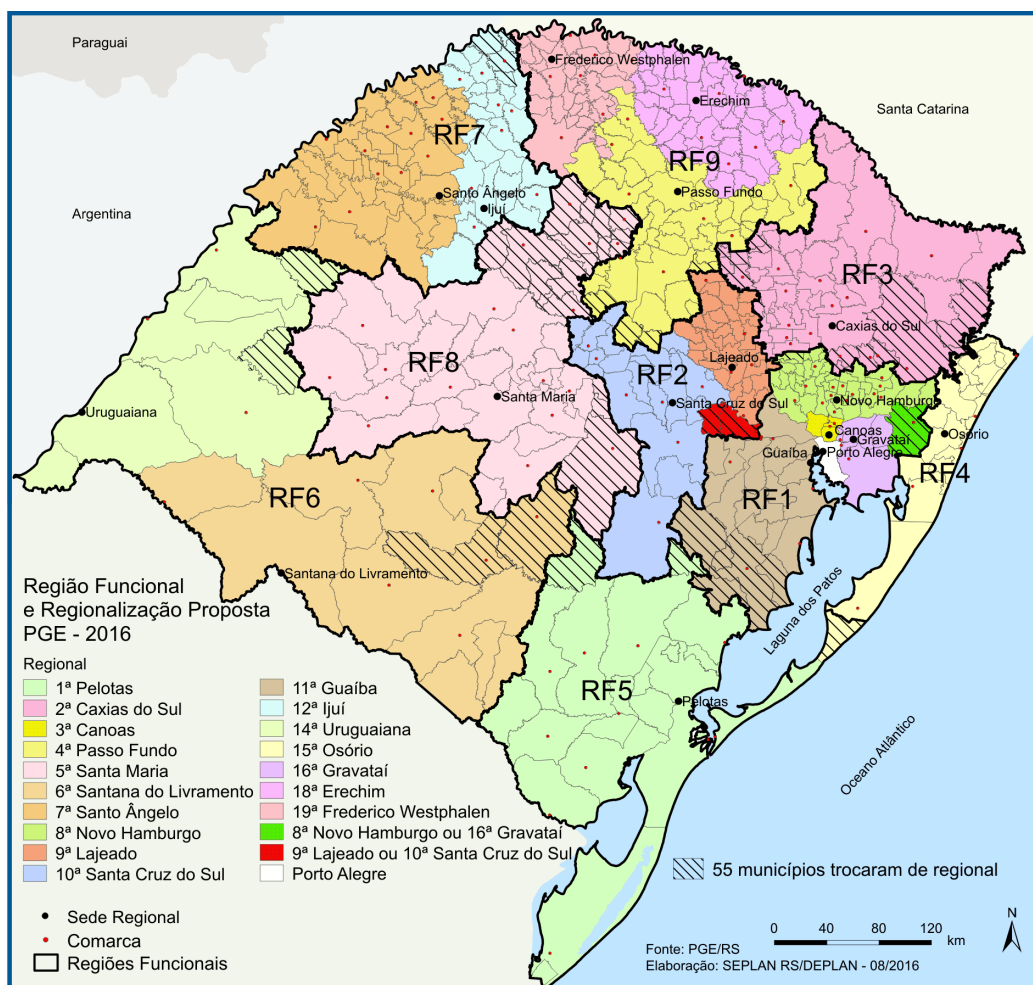 Paraguai
Frederico Westphalen
Erechim
Santa Catarina
RF7
RF9
Santo Ângelo
Ijuí
Passo Fundo
Argentina
RF3
Caxias do Sul
RF8
RF2
Lajeado
Uruguaiana
Santa Maria
Santa Cruz do Sul
Novo Hamburgo
Canoas
Gravataí
Osório
Guaíba
Porto Alegre
RF4
RF6
RF1
Santana do Livramento
Laguna dos Patos
RF5
Pelotas
Oceano Atlântico
Região Funcional
e Regionalização Proposta
PGE - 2016
Regional
1ª Pelotas
2ª Caxias do Sul
3ª Canoas
4ª Passo Fundo
5ª Santa Maria
6ª Santana do Livramento
7ª Santo Ângelo
8ª Novo Hamburgo
9ª Lajeado
10ª Santa Cruz do Sul
11ª Guaíba
12ª Ijuí
14ª Uruguaiana
15ª Osório
16ª Gravataí
18ª Erechim
19ª Frederico Westphalen
8ª Novo Hamburgo ou 16ª Gravataí
9ª Lajeado ou 10ª Santa Cruz do Sul
Porto Alegre
55 municípios trocaram de regional
Sede Regional
Comarca
Regiões Funcionais
Fonte: PGE/RS
Elaboração: SEPLAN RS/DEPLAN - 08/2016
0 40 80 120
km
N